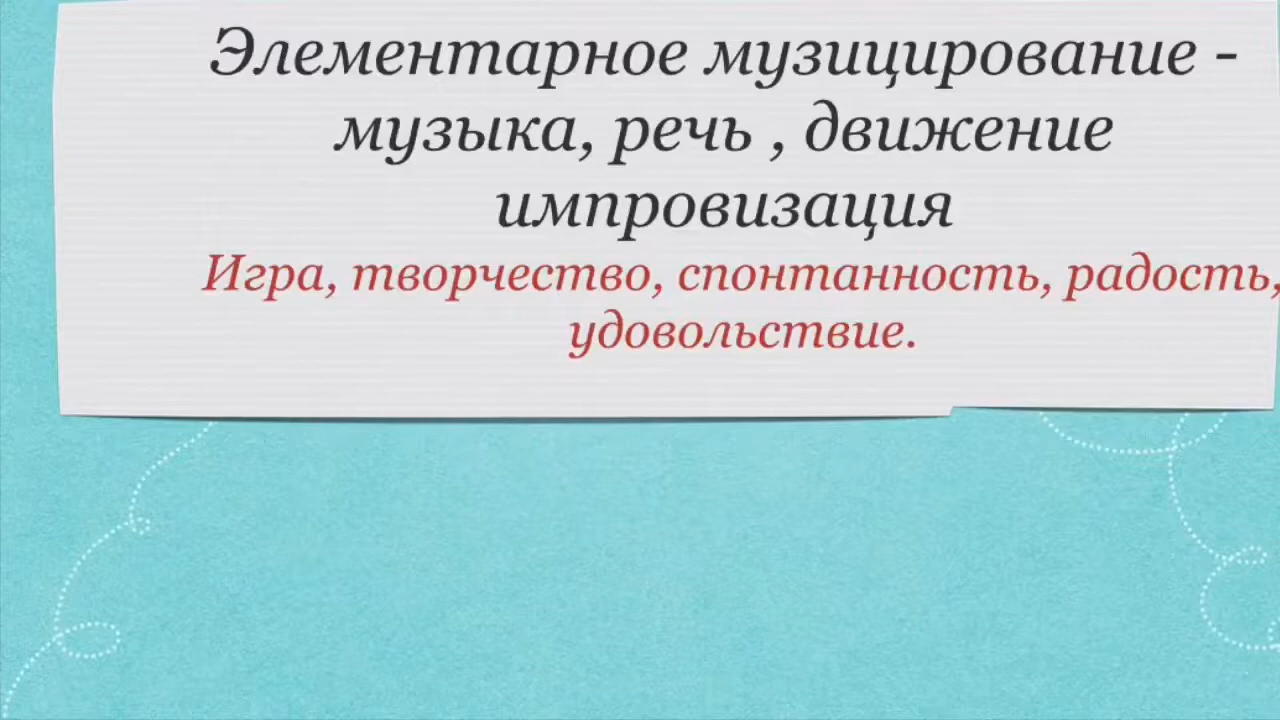 Элементарное музицирование -
музыка, речь , движение
импровизация
Игра, творчество, спонтанность, радость,
удовольствие.